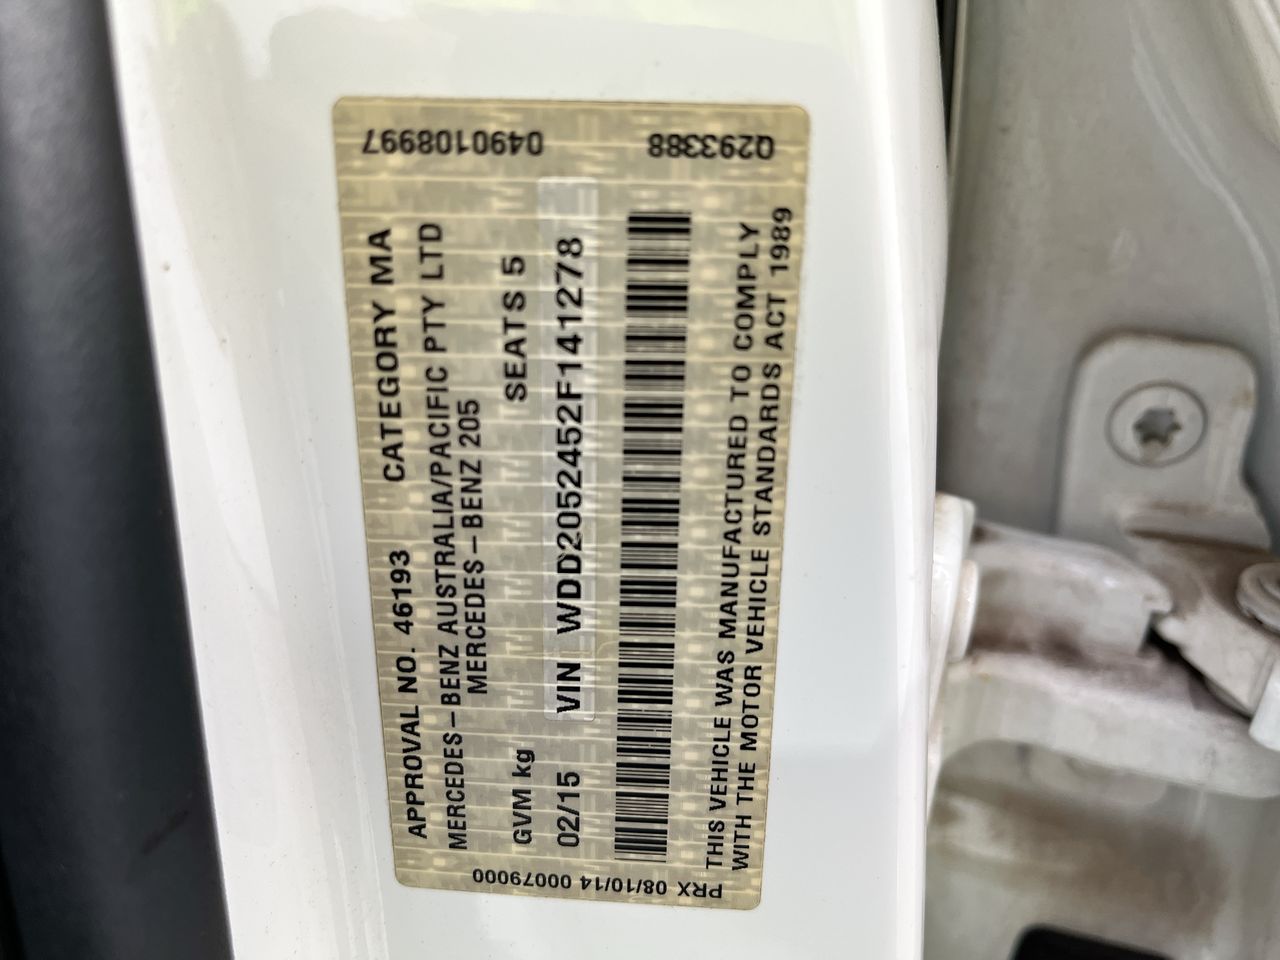 APPROVAL NO. 46193 CATEGORY MA
MERCEDES-BENZ AUSTRALIA/PACIFIC PTY LTD
MERCEDES-BENZ 205
GVM kg SEATS 5
02/15 VIN WDD2052452F141278
THIS VEHICLE WAS MANUFACTURED TO COMPLY
WITH THE MOTOR VEHICLE STANDARDS ACT 1989
0490108997 Q293388
PRX 08/10/14 00079000